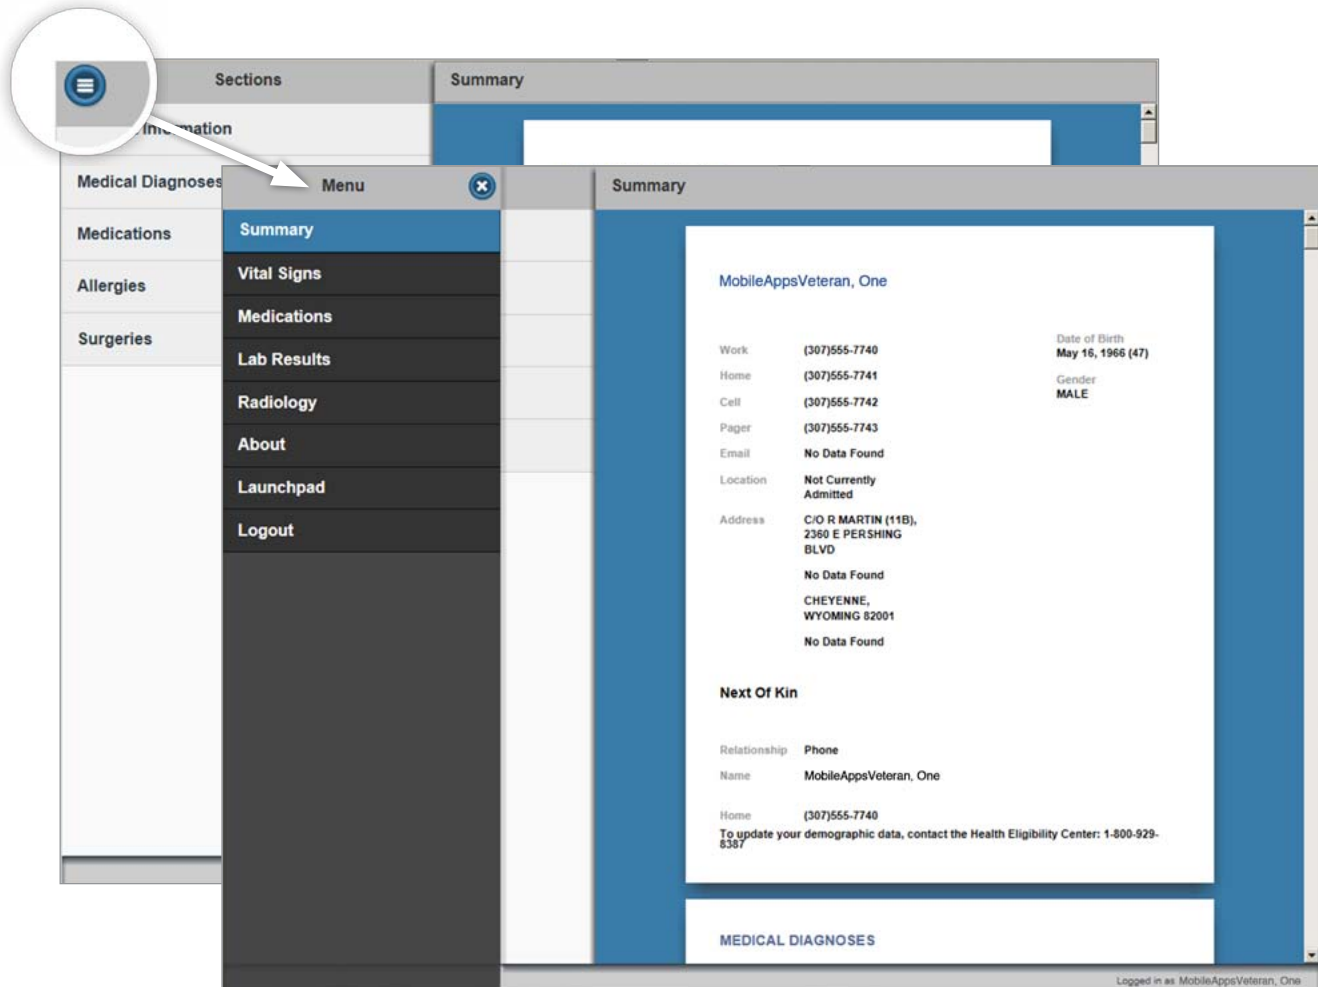 Sections
Summary
Information
Medical Diagnoses
Medications
Allergies
Surgeries
Menu
Summary
Vital Signs
Medications
Lab Results
Radiology
About
Launchpad
Logout
Summary
MobileAppsVeteran, One
Date of Birth
May 16, 1966 (47)
Gender
MALE
Work (307)555-7740
Home (307)555-7741
Cell (307)555-7742
Pager (307)555-7743
Email No Data Found
Location Not Currently
Admitted
Address C/O R MARTIN (11B),
2360 E PERSHING
BLVD
No Data Found
CHEYENNE,
WYOMING 82001
No Data Found
Next Of Kin
Relationship Phone
Name MobileAppsVeteran, One
Home (307)555-7740
To update your demographic data, contact the Health Eligibility Center: 1-800-929-
8387
MEDICAL DIAGNOSES
Logged in as MobileAppsVeteran, One